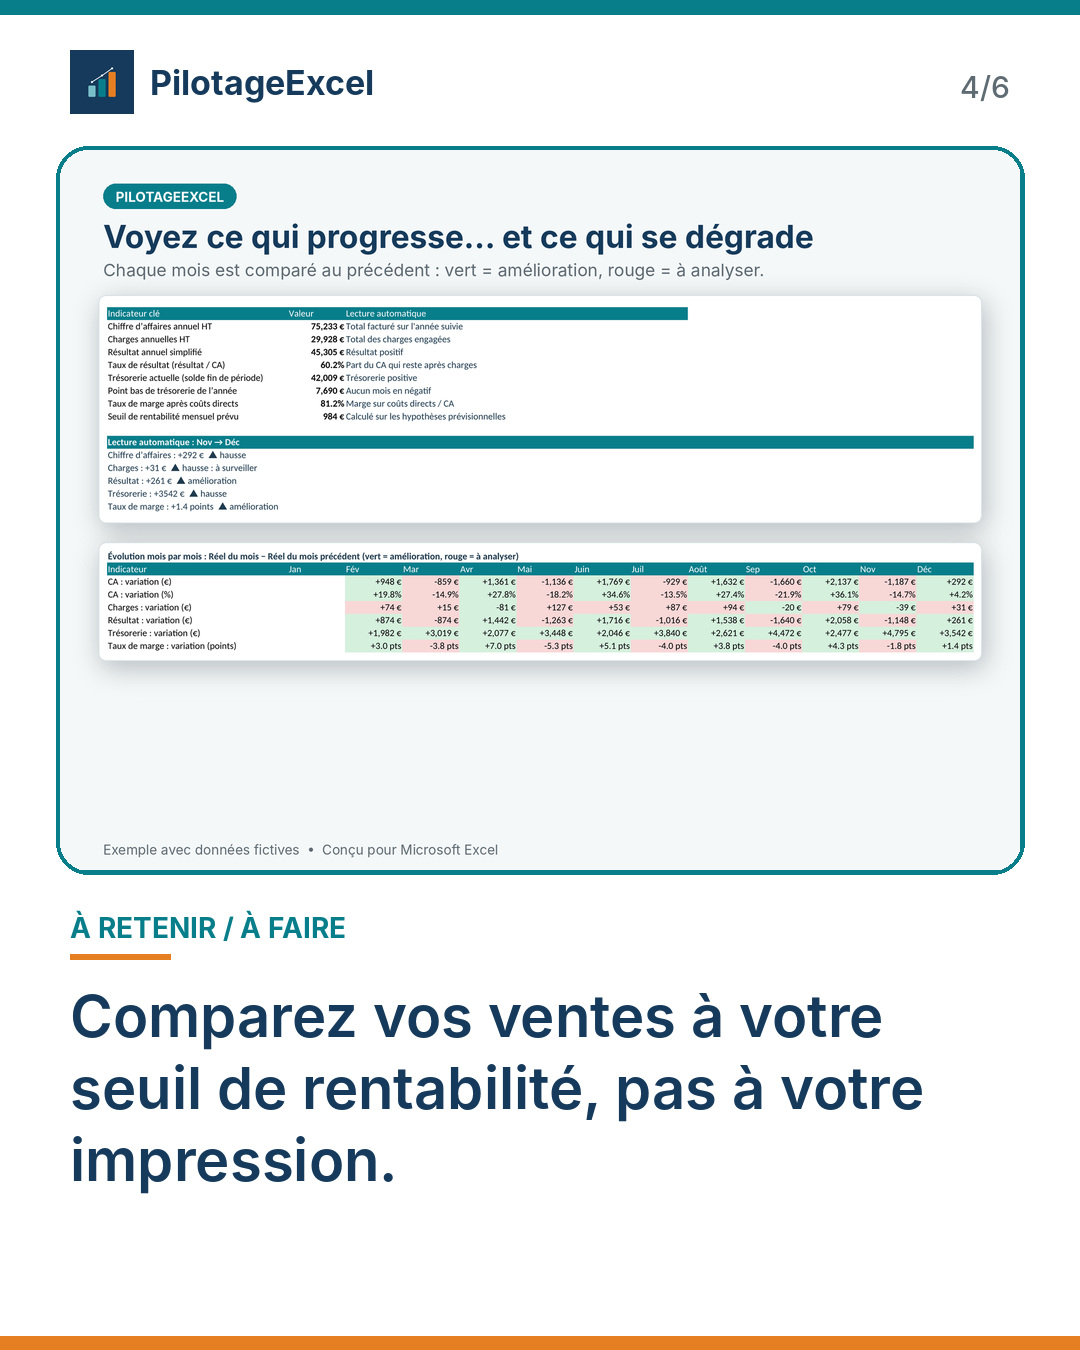 PilotageExcel
4/6
PILOTAGEEXCEL
Voyez ce qui progresse... et ce qui se dégrade
Chaque mois est comparé au précédent : vert = amélioration, rouge = à analyser.
Indicateur clé Valeur Lecture automatique
Chiffre d'affaires annuel HT 75,233 € Total facturé sur l'année suivie
Charges annuelles HT 29,928 € Total des charges engagées
Résultat annuel simplifié 45,305 € Résultat positif
Taux de résultat (résultat / CA) 60.2% Part du CA qui reste après charges
Trésorerie actuelle (solde fin de période) 42,009 € Trésorerie positive
Point bas de trésorerie de l'année 7,690 € Aucun mois en négatif
Taux de marge après coûts directs 81.2% Marge sur coûts directs / CA
Seuil de rentabilité mensuel prévu 984 € Calculé sur les hypothèses prévisionnelles
Lecture automatique : Nov → Déc
Chiffre d'affaires : +292 € ▲ hausse
Charges : +31 € ▲ hausse : à surveiller
Résultat : +261 € ▲ amélioration
Trésorerie : +3542 € ▲ hausse
Taux de marge : +1.4 points ▲ amélioration
Évolution mois par mois : Réel du mois − Réel du mois précédent (vert = amélioration, rouge = à analyser)
Indicateur Jan Fév Mar Avr Mai Juin Juil Août Sep Oct Nov Déc
CA : variation (€) +948 € -859 € +1,361 € -1,136 € +1,769 € -929 € +1,632 € -1,660 € +2,137 € -1,187 € +292 €
CA : variation (%) +19.8% -14.9% +27.8% -18.2% +34.6% -13.5% +27.4% -21.9% +36.1% -14.7% +4.2%
Charges : variation (€) +74 € +15 € -81 € +127 € +53 € +87 € +94 € -20 € +79 € -39 € +31 €
Résultat : variation (€) +874 € -874 € +1,442 € -1,263 € +1,716 € -1,016 € +1,538 € -1,640 € +2,058 € -1,148 € +261 €
Trésorerie : variation (€) +1,982 € +3,019 € +2,077 € +3,448 € +2,046 € +3,840 € +2,621 € +4,472 € +2,477 € +4,795 € +3,542 €
Taux de marge : variation (points) +3.0 pts -3.8 pts +7.0 pts -5.3 pts +5.1 pts -4.0 pts +3.8 pts -4.0 pts +4.3 pts -1.8 pts +1.4 pts
Exemple avec données fictives • Conçu pour Microsoft Excel
À RETENIR / À FAIRE
Comparez vos ventes à votre
seuil de rentabilité, pas à votre
impression.